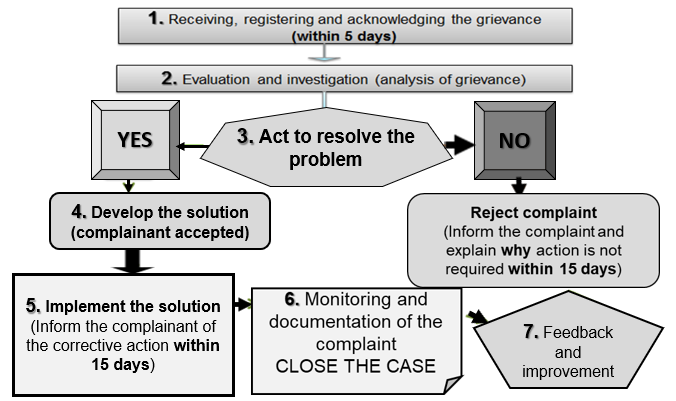 1. Receiving, registering and acknowledging the grievance
(within 5 days)
2. Evaluation and investigation (analysis of grievance)
YES
3. Act to resolve the
problem
NO
4. Develop the solution
(complainant accepted)
Reject complaint
(Inform the complaint and
explain why action is not
required within 15 days)
5. Implement the solution
(Inform the complainant of
the corrective action within
15 days)
6. Monitoring and
documentation of the
complaint
CLOSE THE CASE
7. Feedback
and
improvement